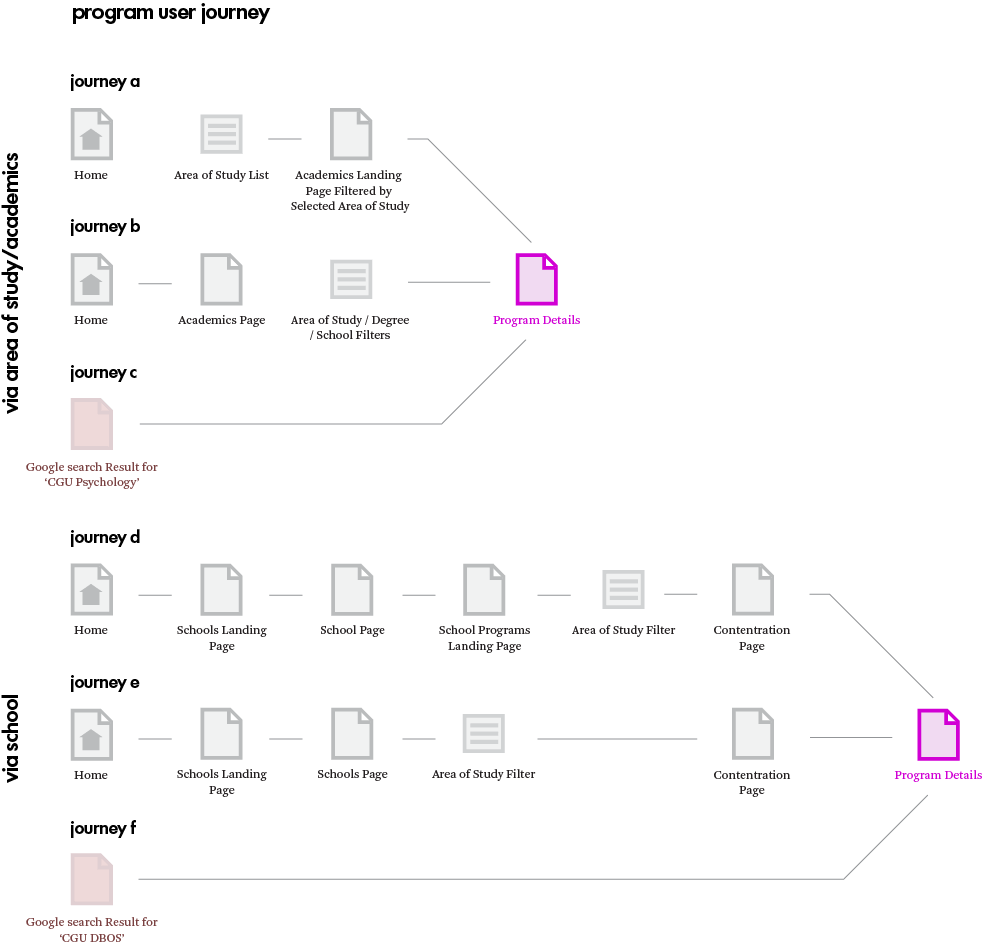 program user journey
via area of study/academics
journey a
Home
Area of Study List
Academics Landing
Page Filtered by
Selected Area of Study
journey b
Home
Academics Page
Area of Study / Degree
/ School Filters
Program Details
journey c
Google search Result for
‘CGU Psychology’
via school
journey d
Home
Schools Landing
Page
School Page
School Programs
Landing Page
Area of Study Filter
Contentration
Page
journey e
Home
Schools Landing
Page
Schools Page
Area of Study Filter
Contentration
Page
Program Details
journey f
Google search Result for
‘CGU DBOS’